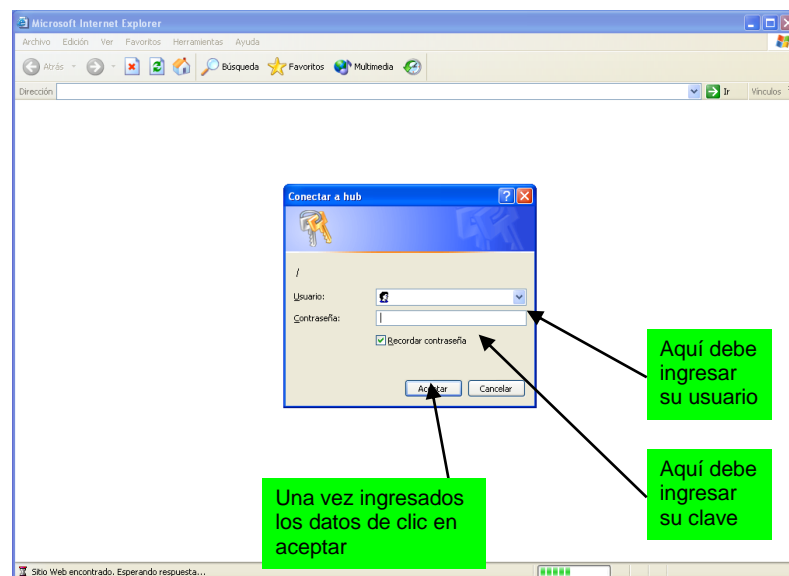 Microsoft Internet Explorer
Archivo Edición Ver Favoritos Herramientas Ayuda
Atrás Búsqueda Favoritos Multimedia
Dirección Ir Vínculos
Conectar a hub
/
Usuario:
Contraseña:
Recordar contraseña
Aceptar Cancelar
Aquí debe
ingresar
su usuario
Aquí debe
ingresar
su clave
Una vez ingresados
los datos de clic en
aceptar
Sitio Web encontrado. Esperando respuesta...